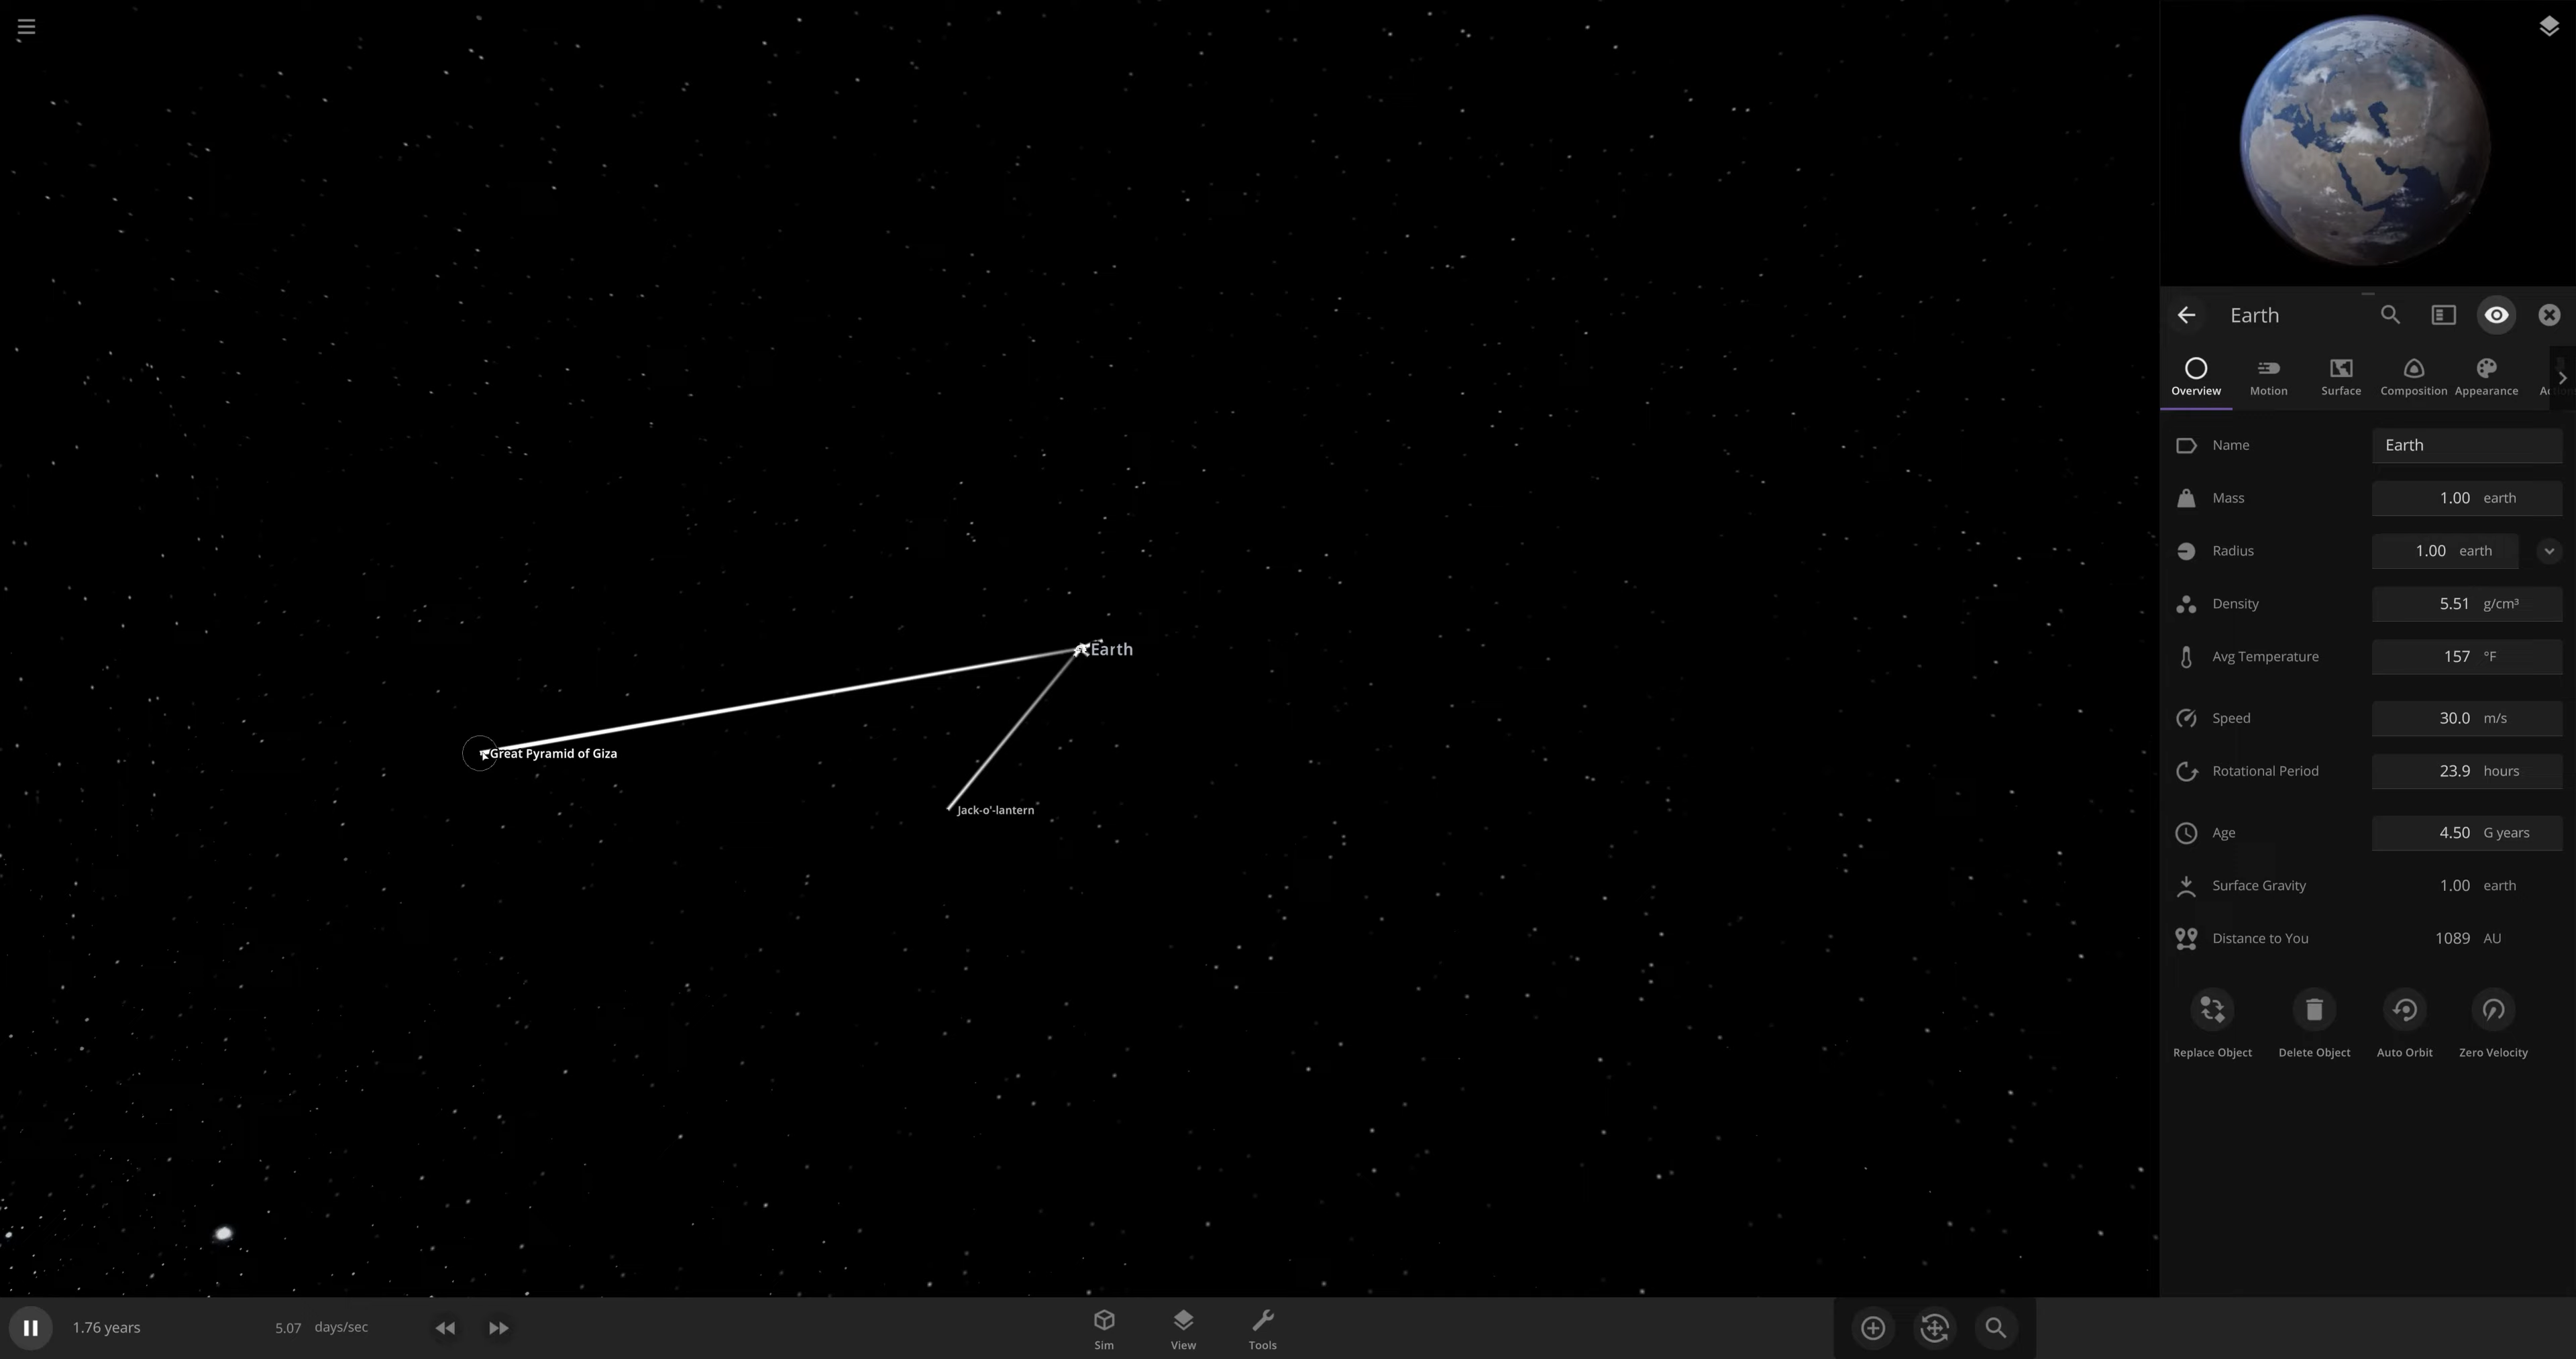 Earth
Great Pyramid of Giza
Jack-o'-lantern
Earth
Overview
Motion
Surface
Composition
Appearance
Name
Earth
Mass
1.00 earth
Radius
1.00 earth
Density
5.51 g/cm³
Avg Temperature
157 °F
Speed
30.0 m/s
Rotational Period
23.9 hours
Age
4.50 G years
Surface Gravity
1.00 earth
Distance to You
1089 AU
Replace Object
Delete Object
Auto Orbit
Zero Velocity
1.76 years
5.07 days/sec
Sim
View
Tools